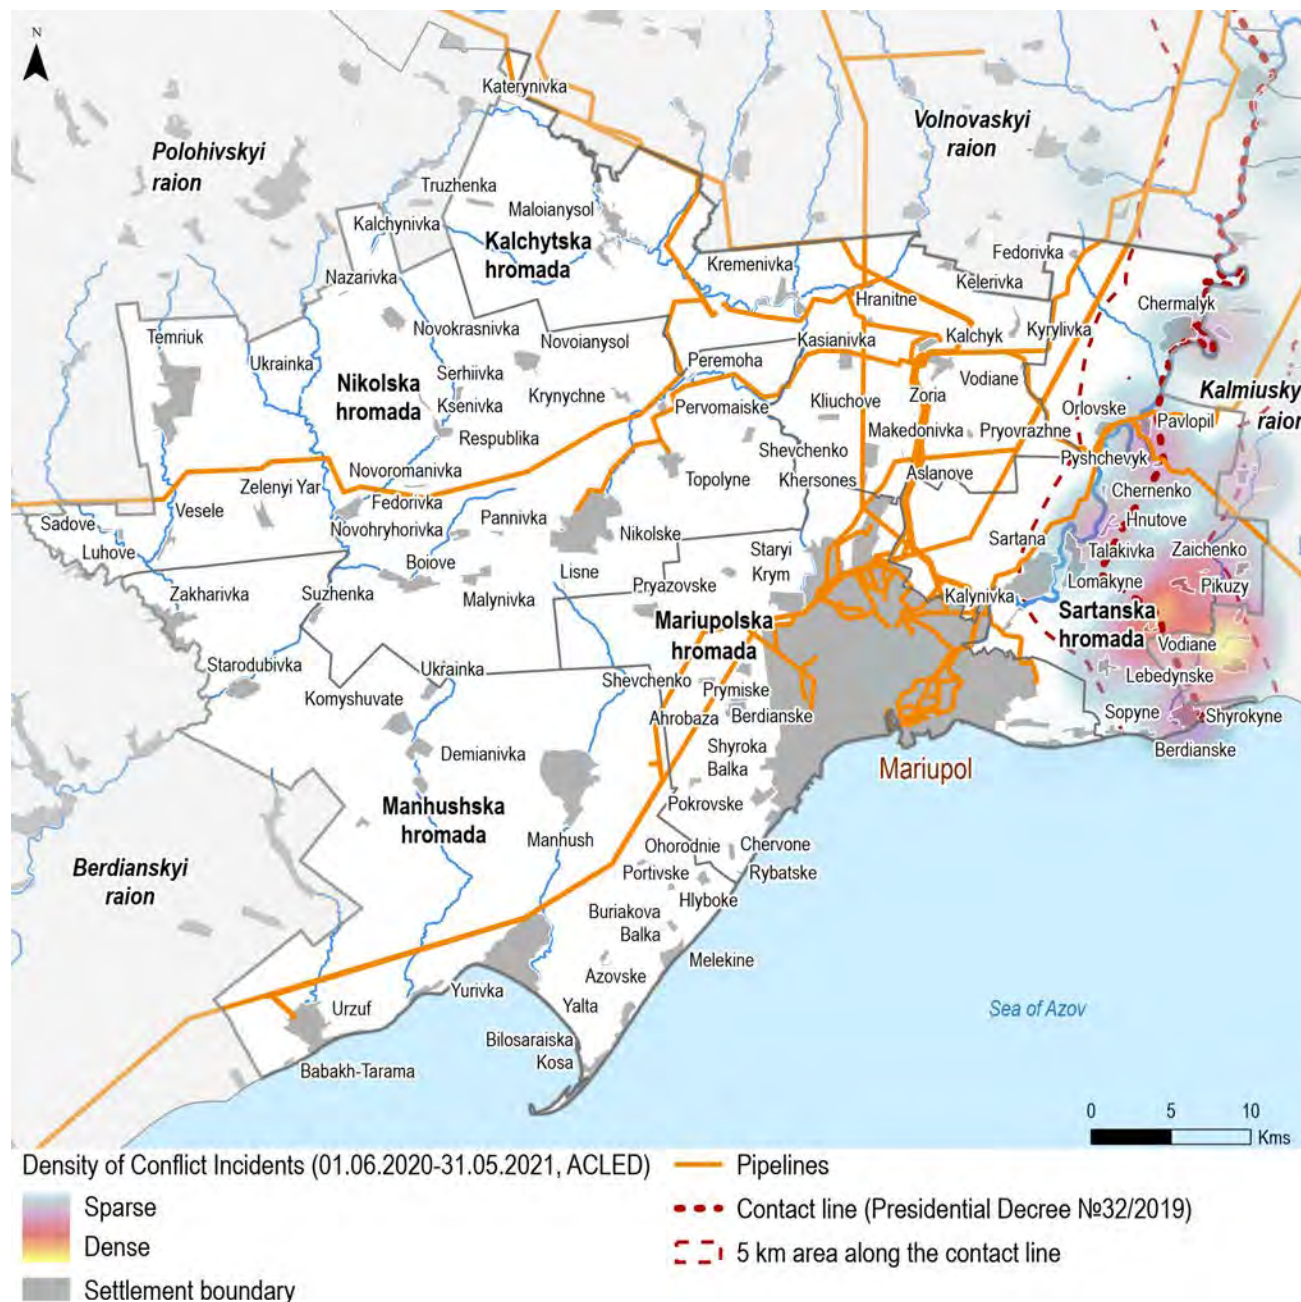 N
Katerynivka
Volnovaskyi
raion
Polohivskyi
raion
Truzhenka
Maloianysol
Kalchynivka
Kalchytska
hromada
Fedorivka
Kremenivka
Nazarivka
Kelerivka
Hranitne
Chermalyk
Temriuk
Novokrasnivka
Novoianysol
Kasianivka
Kalchyk
Kyrylivka
Ukrainka
Peremoha
Serhiivka
Nikolska
hromada
Vodiane
Kalmiusky
raion
Ksenivka
Krynychne
Kliuchove
Zoria
Pervomaiske
Orlovske
Pavlopil
Respublika
Makedonivka
Pryovrazhne
Shevchenko
Pyshchevyk
Novoromanivka
Topolyne
Khersones
Aslanove
Zelenyi Yar
Chernenko
Vesele
Fedorivka
Sadove
Novohryhorivka
Pannivka
Hnutove
Nikolske
Sartana
Luhove
Staryi
Krym
Talakivka
Zaichenko
Boiove
Lisne
Zakharivka
Suzhenka
Malynivka
Pryazovske
Kalynivka
Lomakyne
Pikuzy
Mariupolska
hromada
Sartanska
hromada
Vodiane
Starodubivka
Ukrainka
Shevchenko
Lebedynske
Komyshuvate
Prymiske
Ahrobaza
Berdianske
Sopyne
Shyrokyne
Demianivka
Shyroka
Balka
Berdianske
Mariupol
Manhushska
hromada
Pokrovske
Manhush
Ohorodnie
Chervone
Berdianskyi
raion
Portivske
Rybatske
Hlyboke
Buriakova
Balka
Melekine
Azovske
Yurivka
Urzuf
Yalta
Sea of Azov
Bilosaraiska
Kosa
Babakh-Tarama
0 5 10
Kms
Density of Conflict Incidents (01.06.2020-31.05.2021, ACLED)
Sparse
Dense
Settlement boundary
Pipelines
Contact line (Presidential Decree №32/2019)
5 km area along the contact line